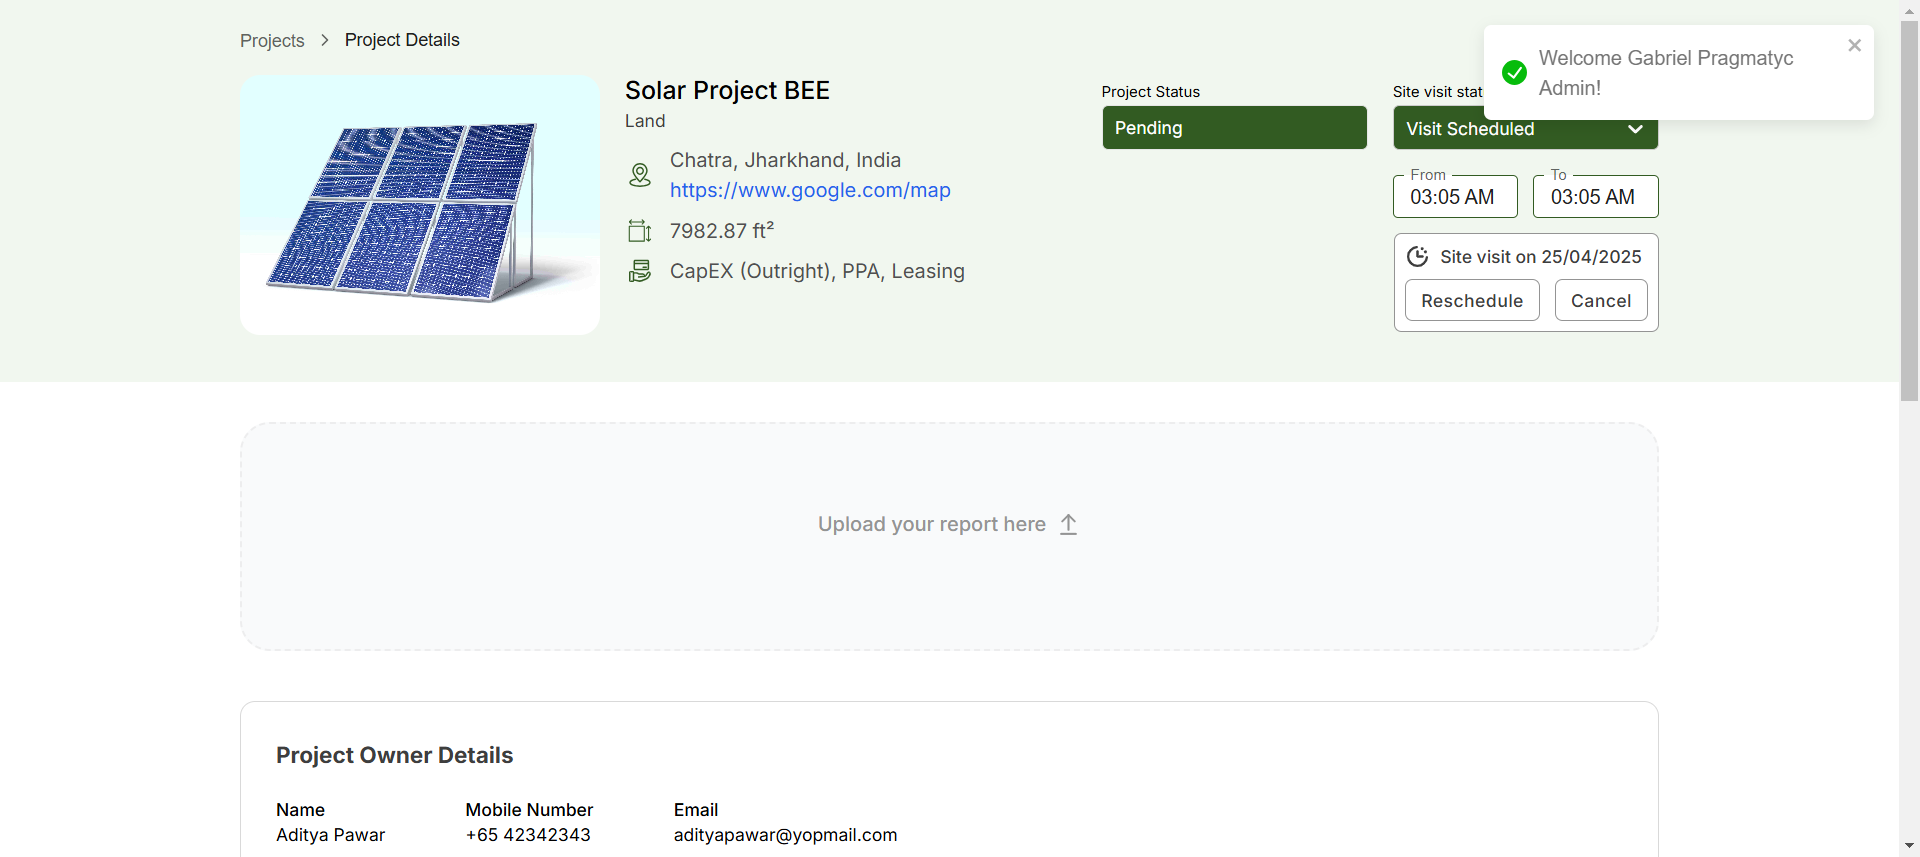 Projects > Project Details
Welcome Gabriel Pragmatyc
Admin!
Solar Project BEE
Land
Chatra, Jharkhand, India
https://www.google.com/map
7982.87 ft²
CapEX (Outright), PPA, Leasing
Project Status
Pending
Site visit stat
Visit Scheduled
From
03:05 AM
To
03:05 AM
Site visit on 25/04/2025
Reschedule
Cancel
Upload your report here
Project Owner Details
Name Mobile Number Email
Aditya Pawar +65 42342343 adityapawar@yopmail.com